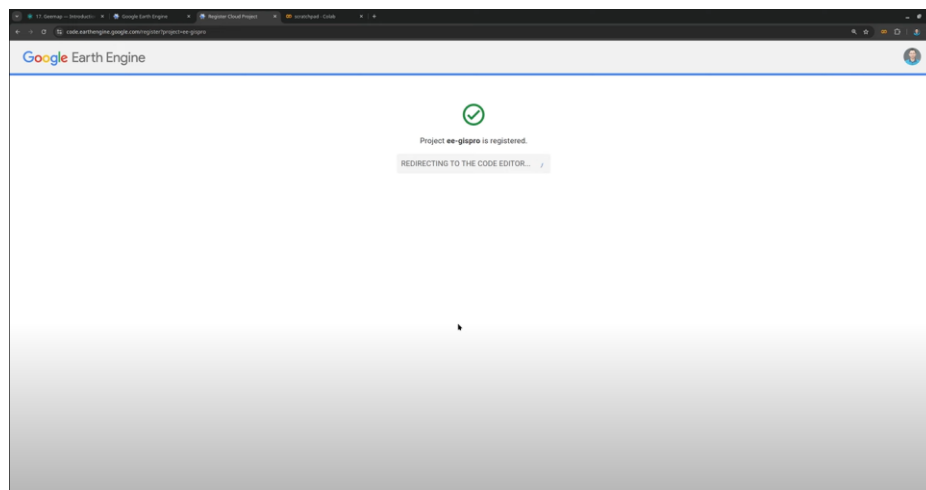 17. Geemap — Introductio
Google Earth Engine
Register Cloud Project
scratchpad - Colab
code.earthengine.google.com/register?project=ee-gispro
Google Earth Engine
Project ee-gispro is registered.
REDIRECTING TO THE CODE EDITOR...